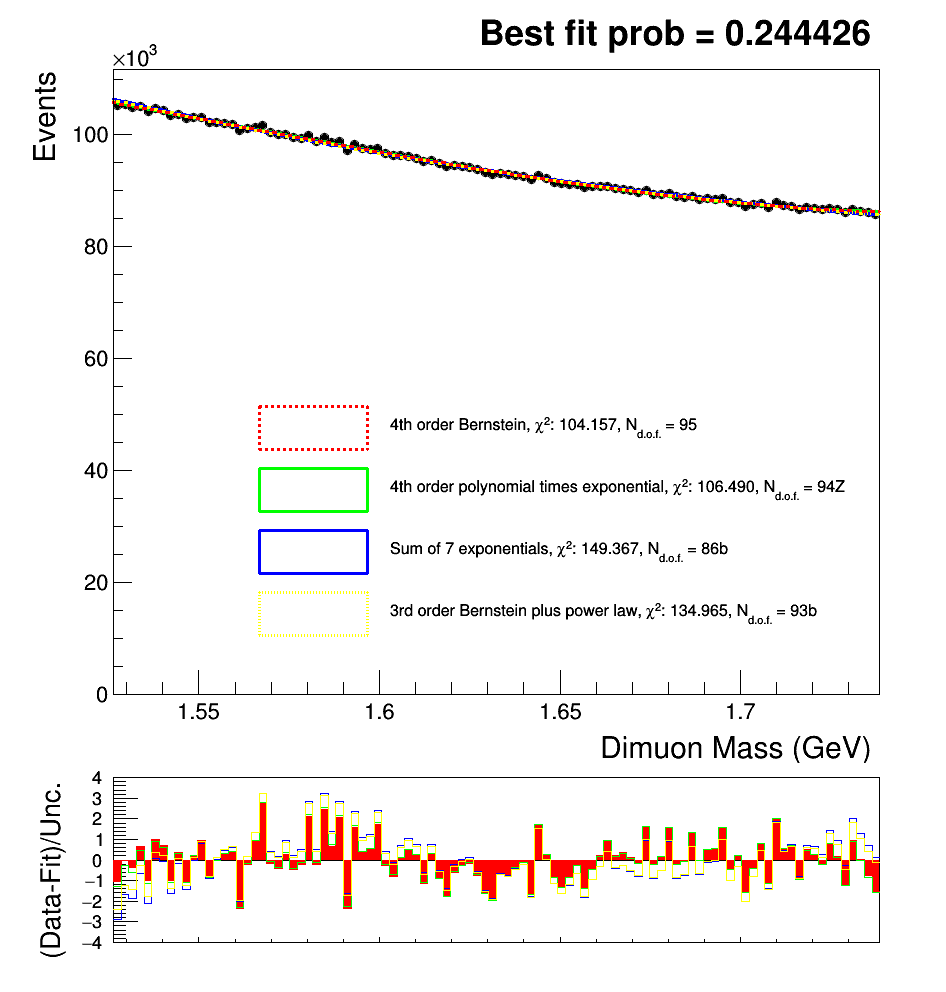 Best fit prob = 0.244426
×10³
Events
100
80
60
40
20
0
4th order Bernstein, χ²: 104.157, N_d.o.f. = 95
4th order polynomial times exponential, χ²: 106.490, N_d.o.f. = 94Z
Sum of 7 exponentials, χ²: 149.367, N_d.o.f. = 86b
3rd order Bernstein plus power law, χ²: 134.965, N_d.o.f. = 93b
1.55 1.6 1.65 1.7
Dimuon Mass (GeV)
(Data-Fit)/Unc.
4
3
2
1
0
−1
−2
−3
−4